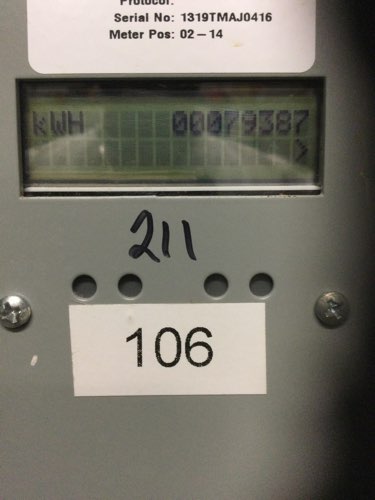 Protocol:
Serial No: 1319TMAJ0416
Meter Pos: 02 – 14
kWH 00079387
>
211
106